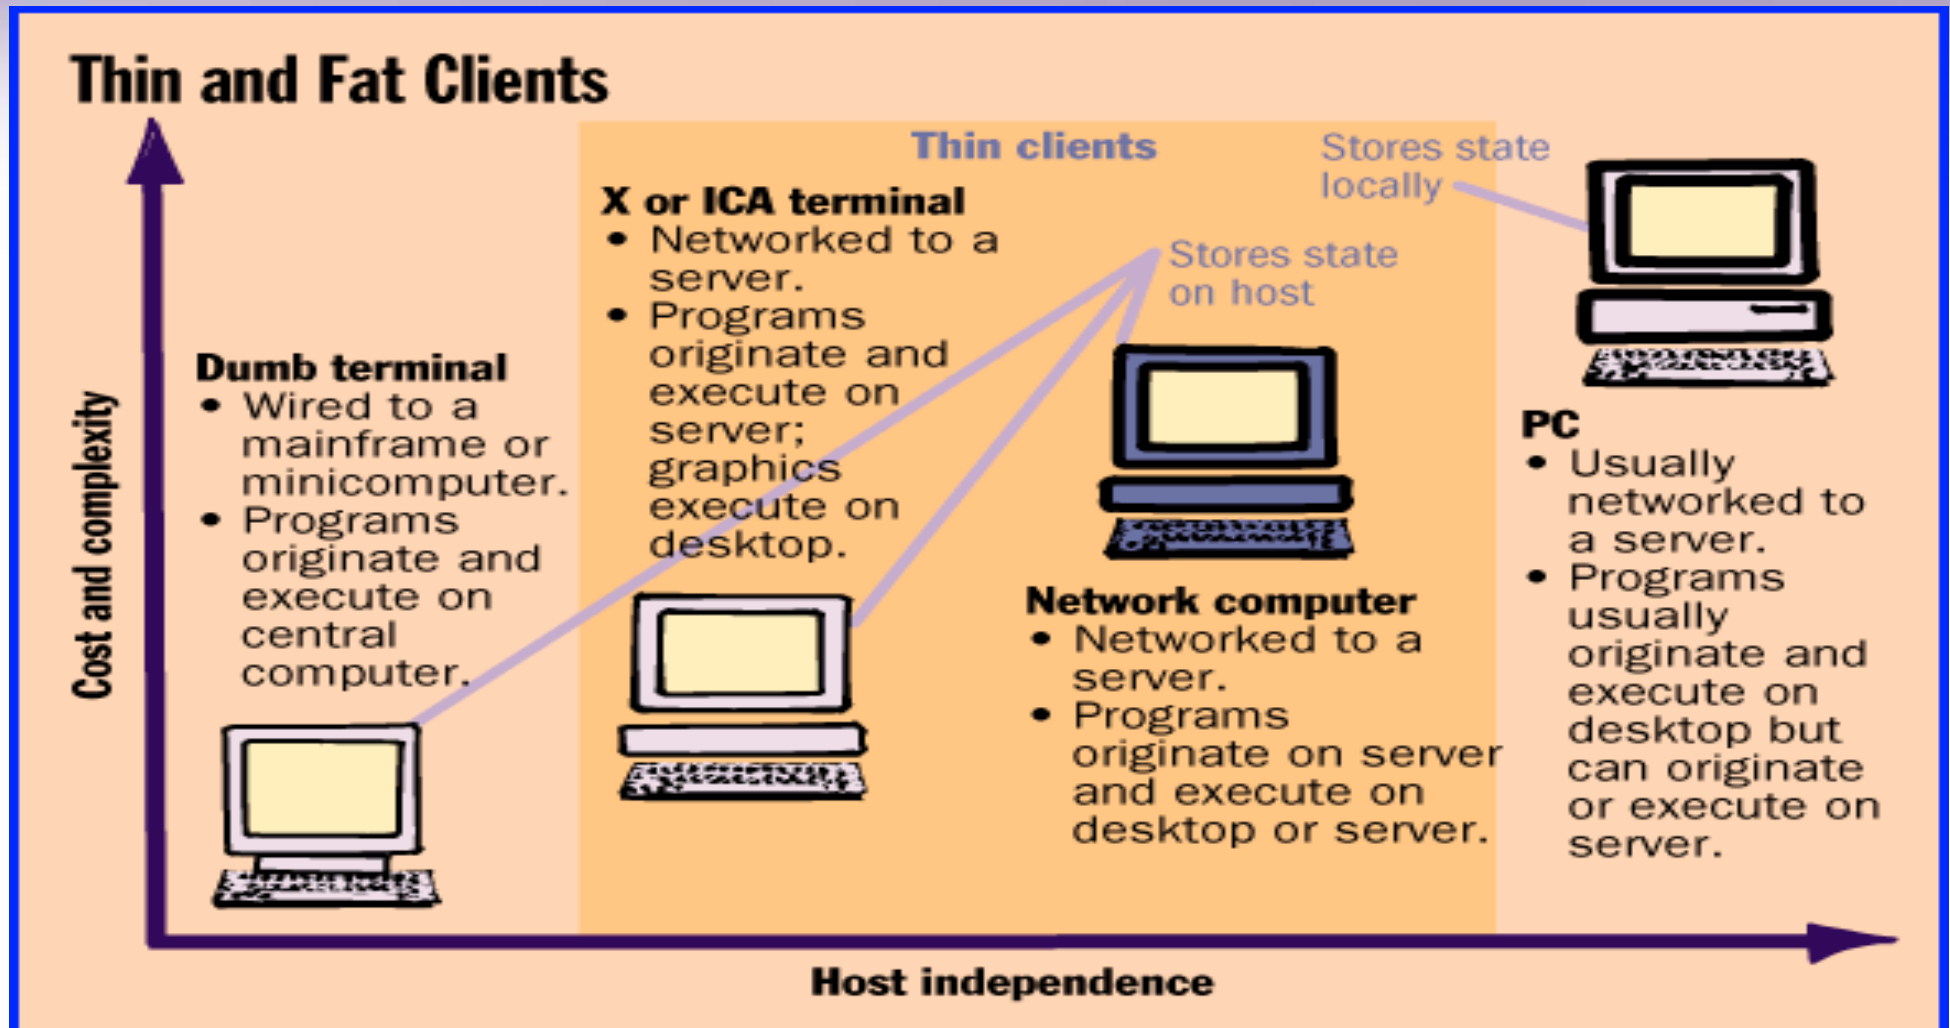 Thin and Fat Clients
Cost and complexity
Dumb terminal
• Wired to a
mainframe or
minicomputer.
• Programs
originate and
execute on
central
computer.
Thin clients
X or ICA terminal
• Networked to a
server.
• Programs
originate and
execute on
server;
graphics
execute on
desktop.
Stores state
on host
Network computer
• Networked to a
server.
• Programs
originate on server
and execute on
desktop or server.
Stores state
locally
PC
• Usually
networked to
a server.
• Programs
usually
originate and
execute on
desktop but
can originate
or execute on
server.
Host independence